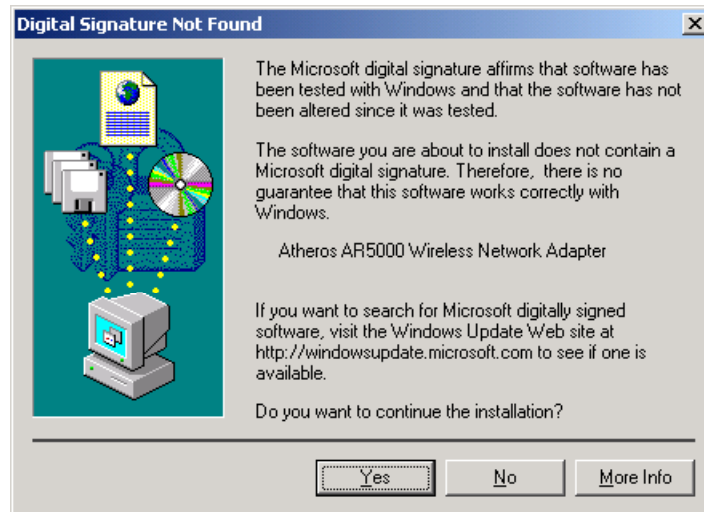 Digital Signature Not Found
The Microsoft digital signature affirms that software has
been tested with Windows and that the software has not
been altered since it was tested.
The software you are about to install does not contain a
Microsoft digital signature. Therefore, there is no
guarantee that this software works correctly with
Windows.
Atheros AR5000 Wireless Network Adapter
If you want to search for Microsoft digitally signed
software, visit the Windows Update Web site at
http://windowsupdate.microsoft.com to see if one is
available.
Do you want to continue the installation?
Yes No More Info